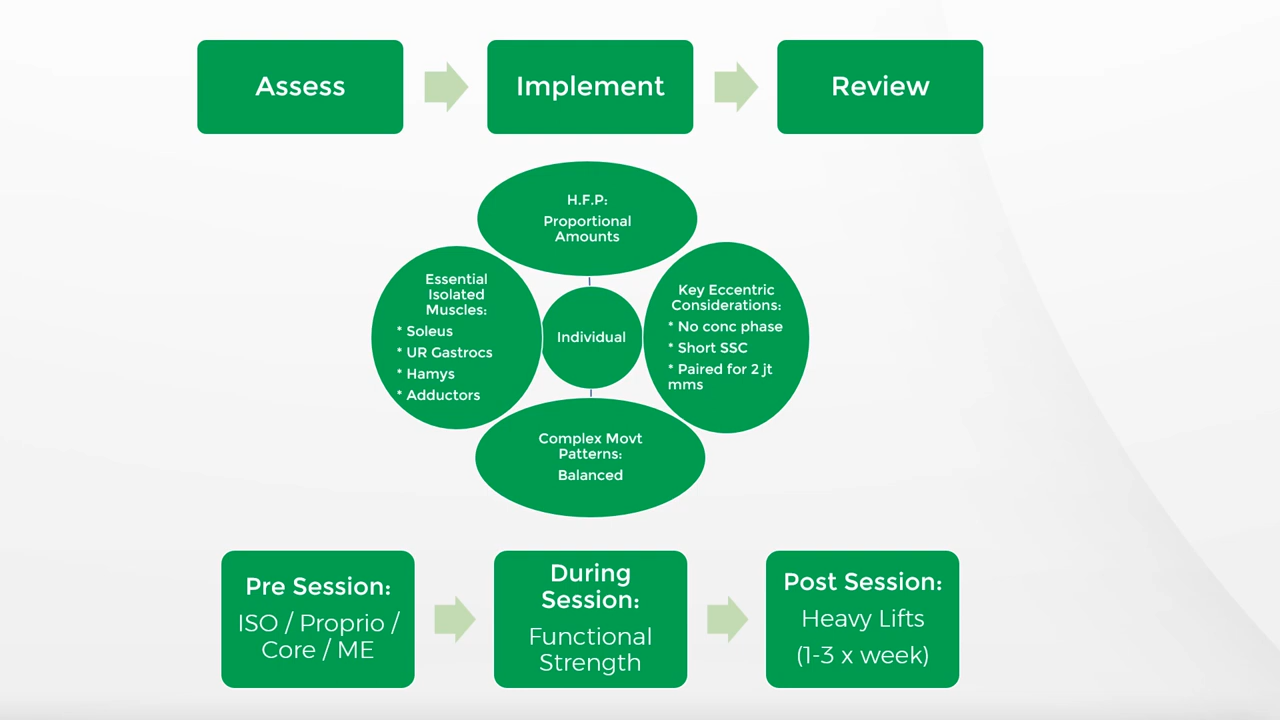 Assess
Implement
Review
H.F.P:
Proportional
Amounts
Essential
Isolated
Muscles:
* Soleus
* UR Gastrocs
* Hamys
* Adductors
Individual
Key Eccentric
Considerations:
* No conc phase
* Short SSC
* Paired for 2 jt
mms
Complex Movt
Patterns:
Balanced
Pre Session:
ISO / Proprio /
Core / ME
During
Session:
Functional
Strength
Post Session:
Heavy Lifts
(1-3 x week)